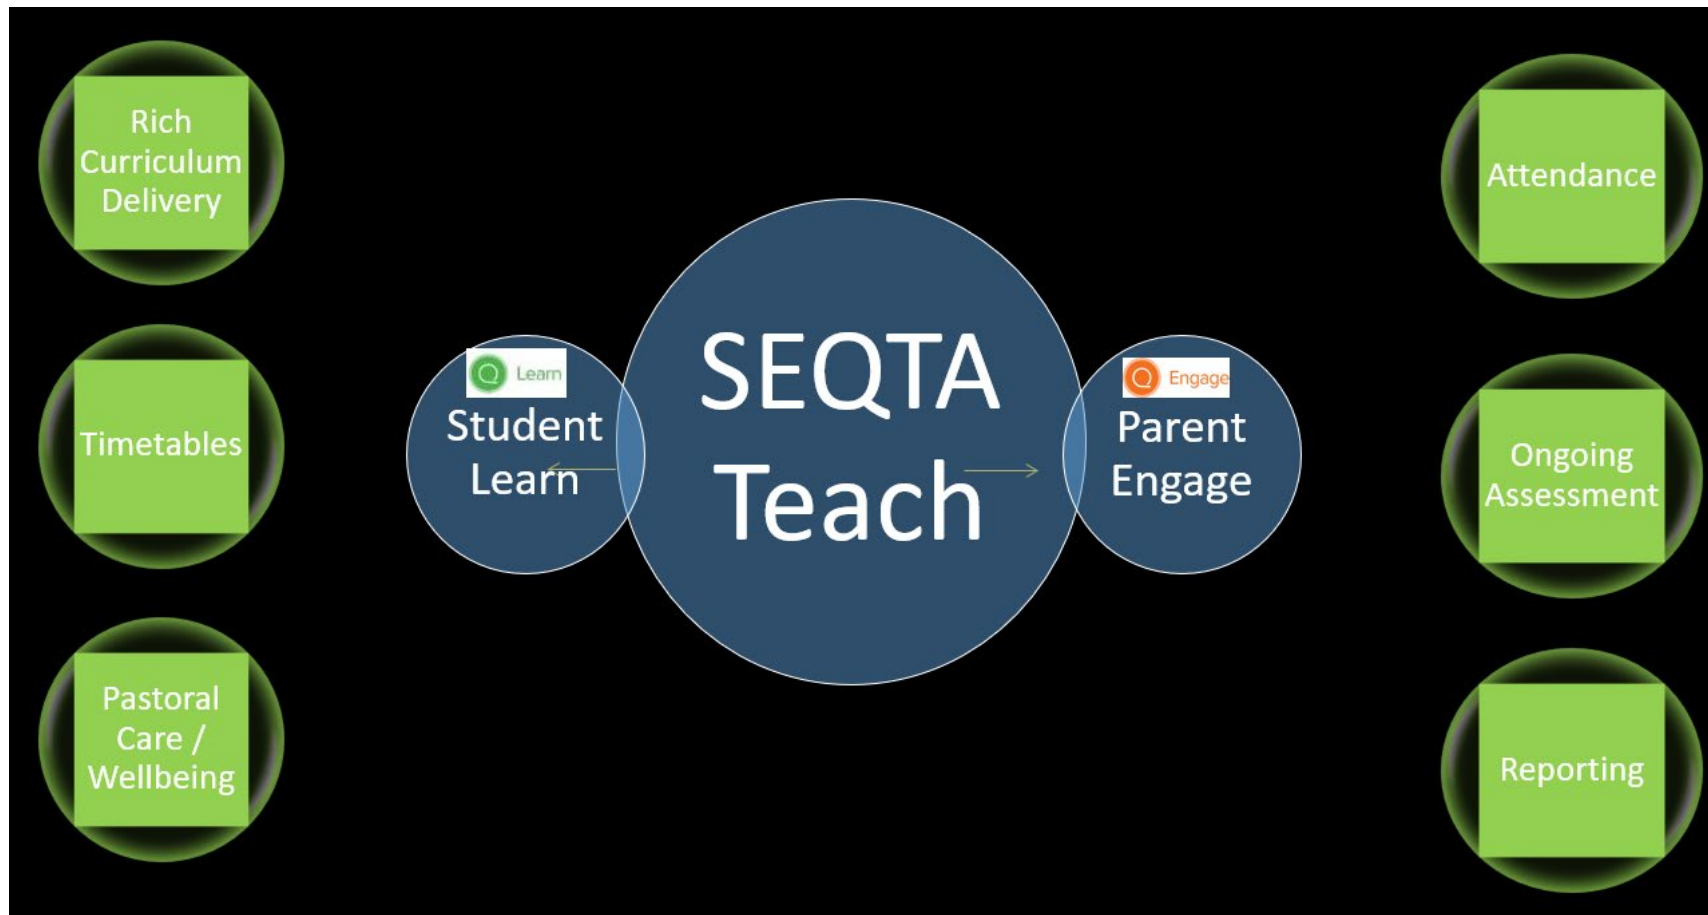 Rich
Curriculum
Delivery
Timetables
Pastoral
Care /
Wellbeing
Learn
Student
Learn
SEQTA
Teach
Engage
Parent
Engage
Attendance
Ongoing
Assessment
Reporting